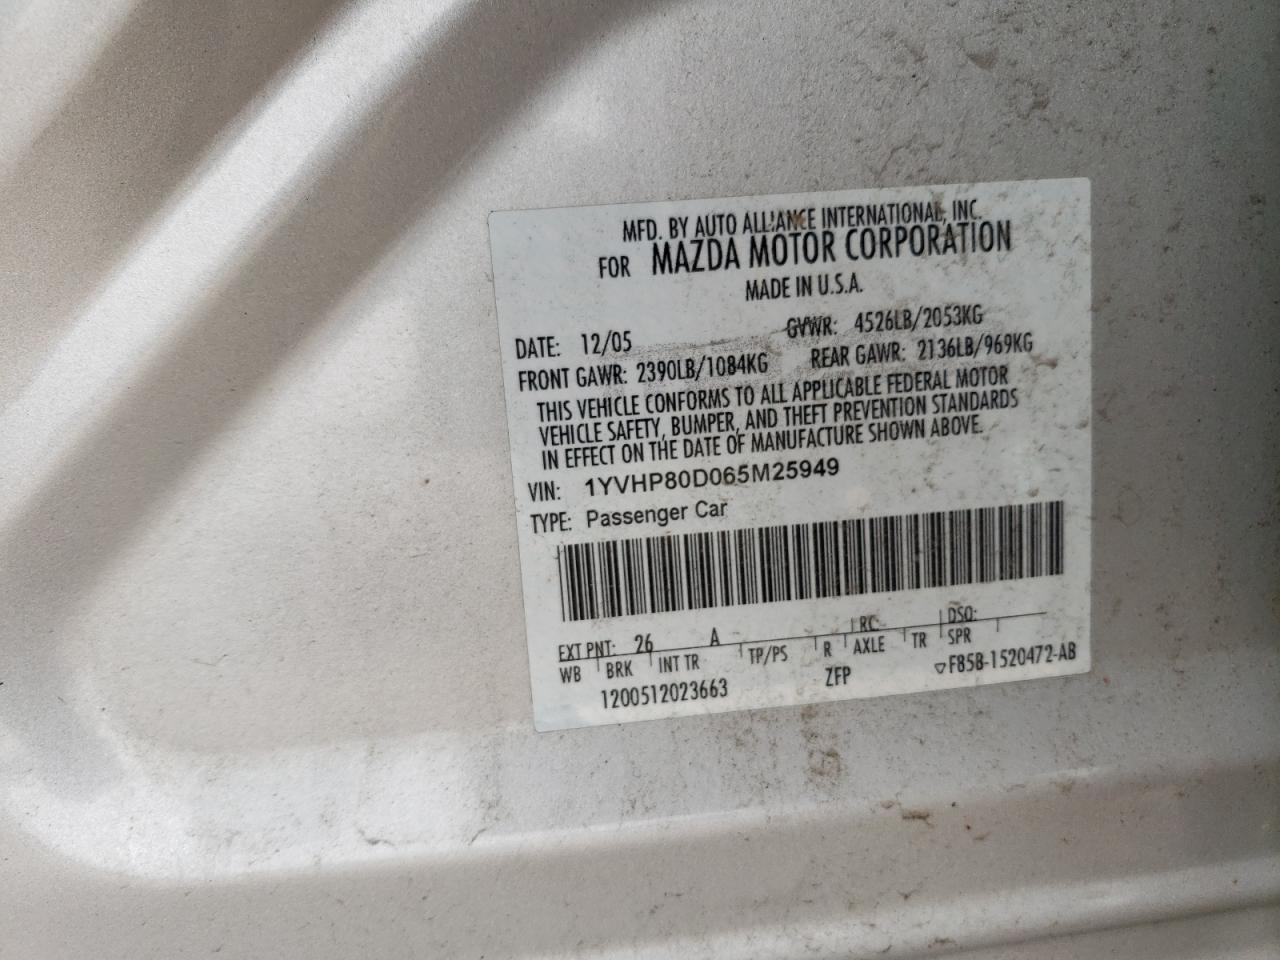 MFD. BY AUTO ALLIANCE INTERNATIONAL, INC.
FOR MAZDA MOTOR CORPORATION
MADE IN U.S.A.
DATE: 12/05 GVWR: 4526LB/2053KG
FRONT GAWR: 2390LB/1084KG REAR GAWR: 2136LB/969KG
THIS VEHICLE CONFORMS TO ALL APPLICABLE FEDERAL MOTOR
VEHICLE SAFETY, BUMPER, AND THEFT PREVENTION STANDARDS
IN EFFECT ON THE DATE OF MANUFACTURE SHOWN ABOVE.
VIN: 1YVHP80D065M25949
TYPE: Passenger Car
EXT PNT: 26 A RC: DSO:
WB BRK INT TR TP/PS R AXLE TR SPR
1200512023663 ZFP ▽F85B-1520472-AB